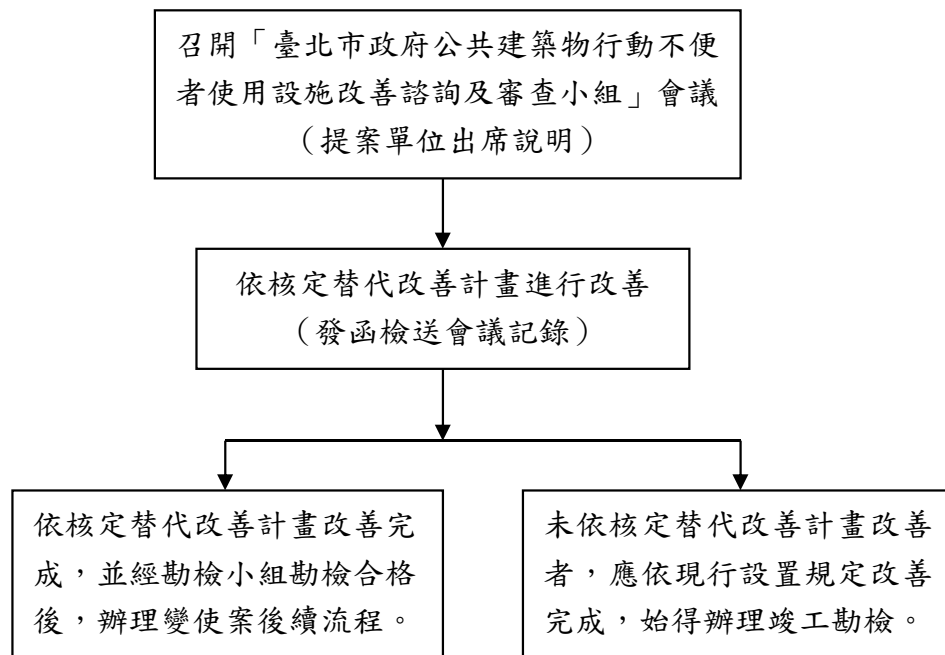 召開「臺北市政府公共建築物行動不便
者使用設施改善諮詢及審查小組」會議
（提案單位出席說明）
依核定替代改善計畫進行改善
（發函檢送會議記錄）
依核定替代改善計畫改善完
成，並經勘檢小組勘檢合格
後，辦理變使案後續流程。
未依核定替代改善計畫改善
者，應依現行設置規定改善
完成，始得辦理竣工勘檢。